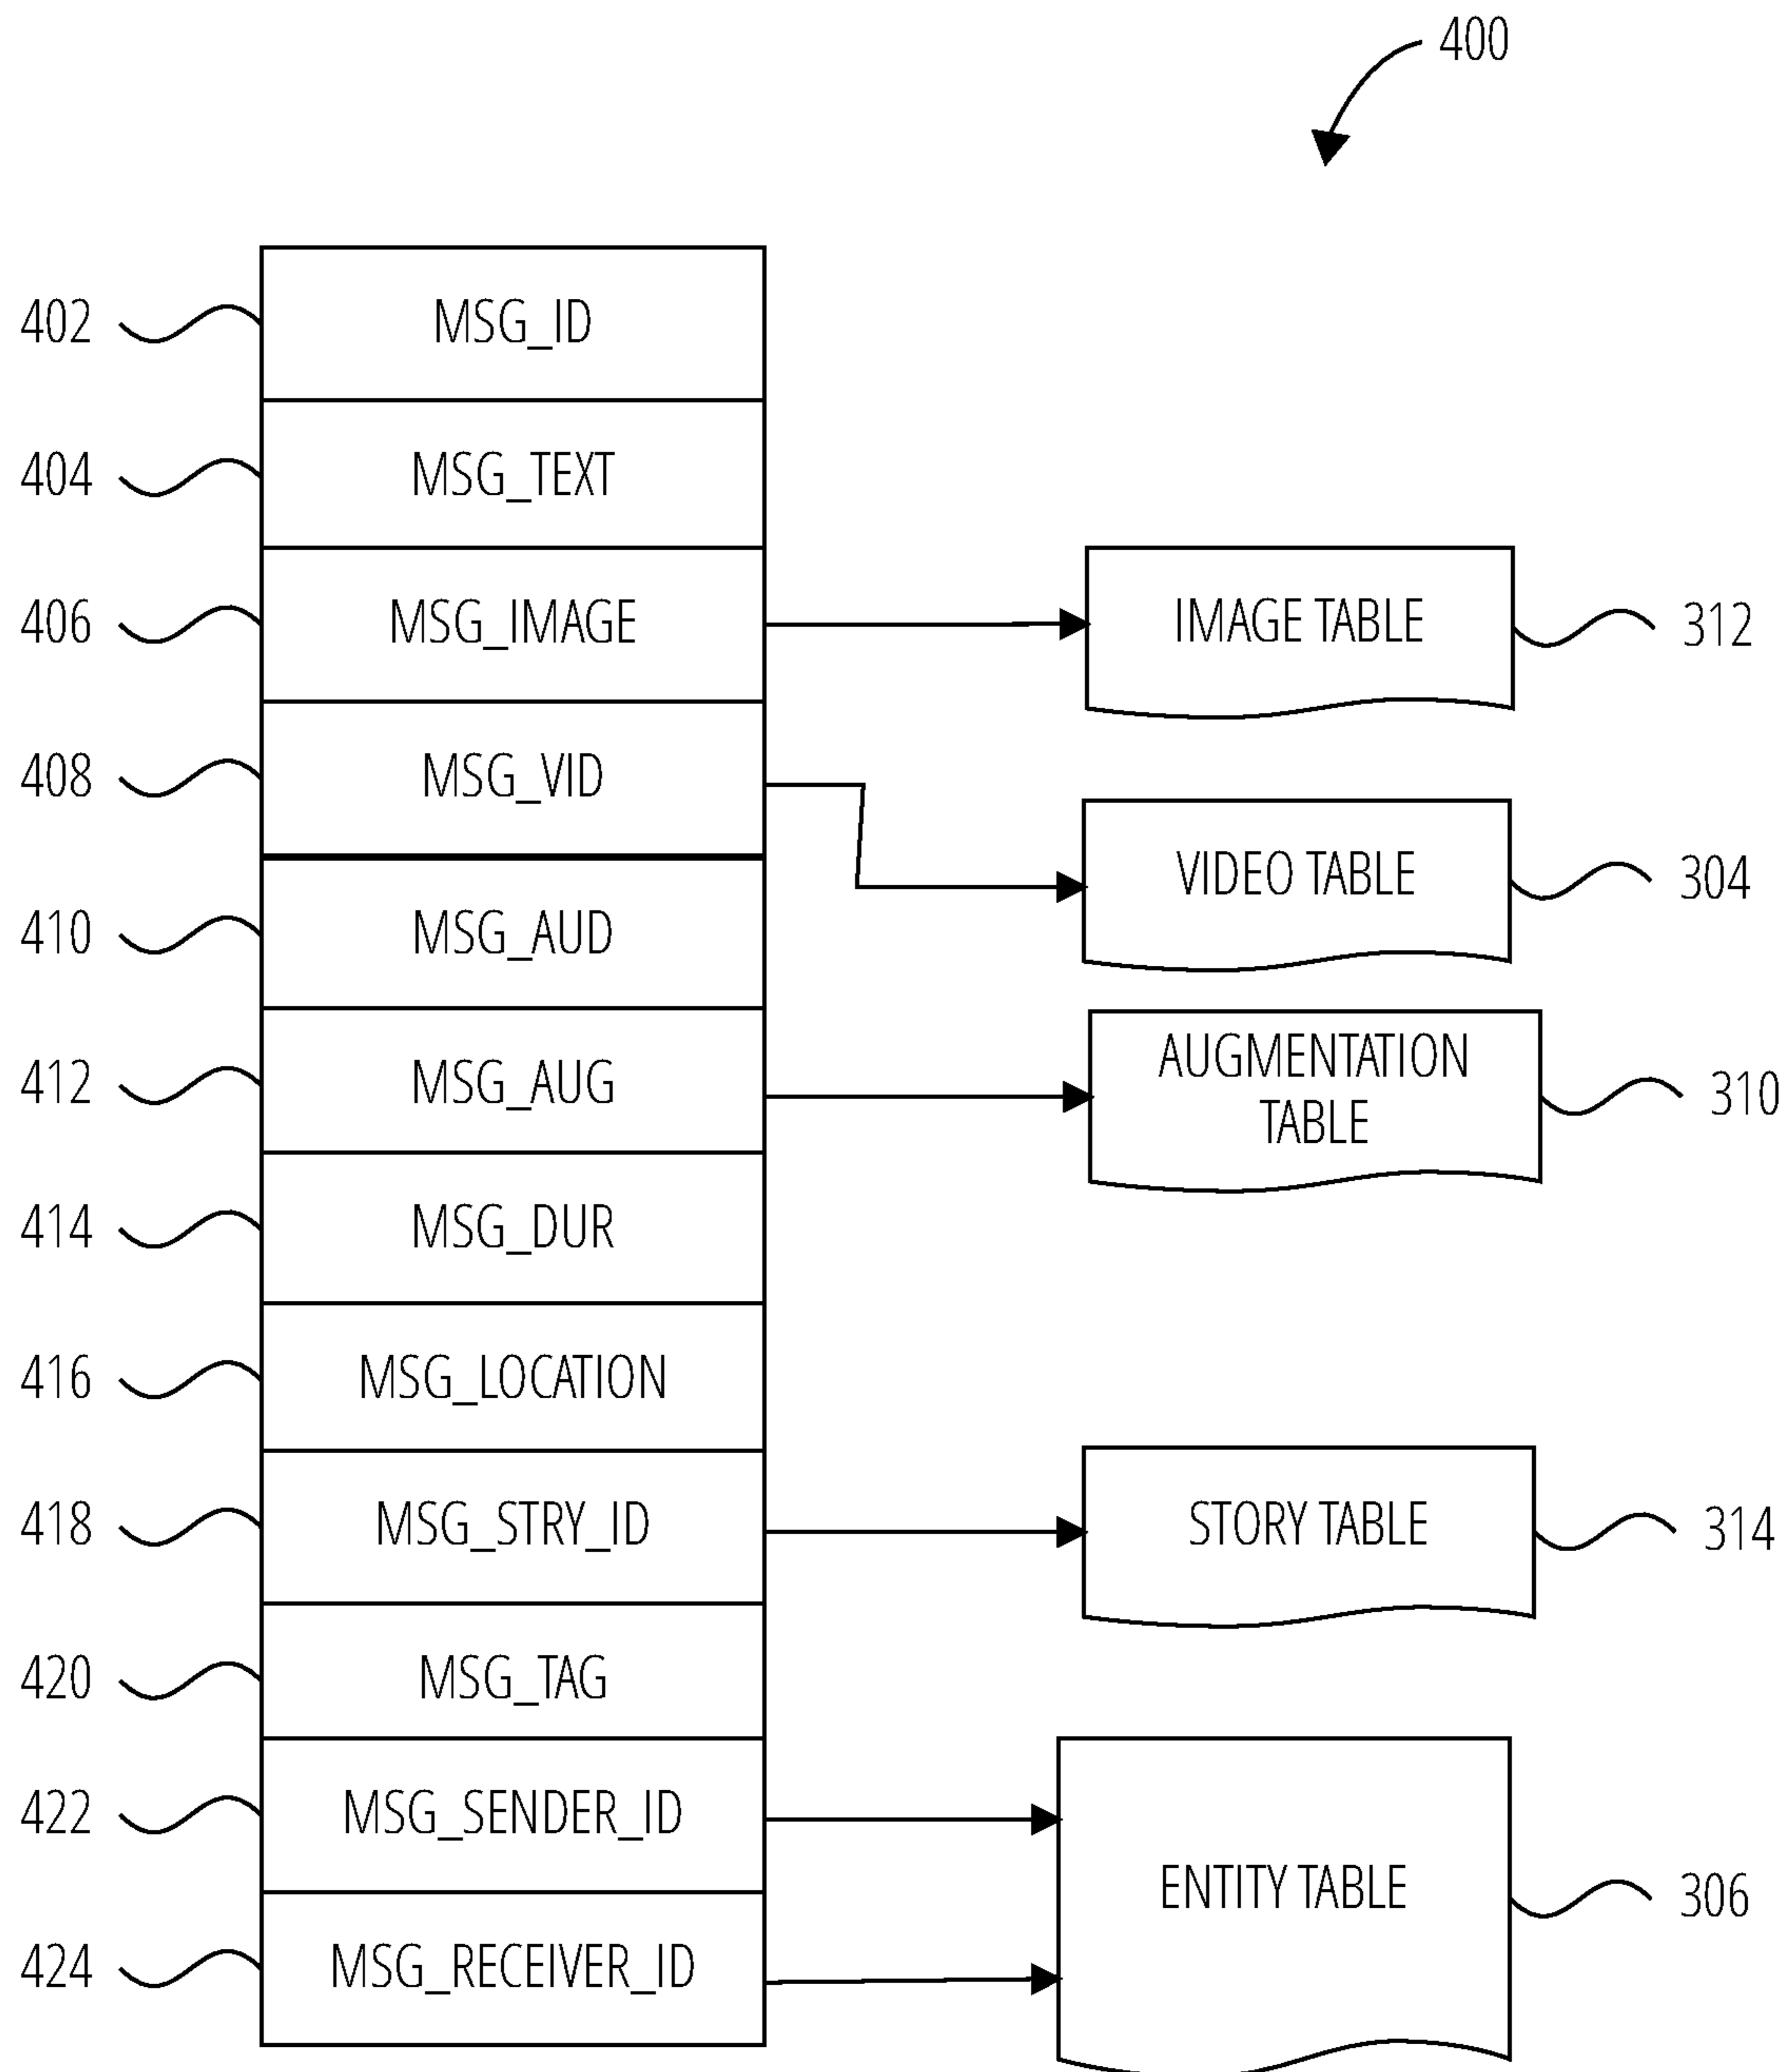 400
402
MSG_ID
404
MSG_TEXT
406
MSG_IMAGE
IMAGE TABLE
312
408
MSG_VID
VIDEO TABLE
304
410
MSG_AUD
412
MSG_AUG
AUGMENTATION
TABLE
310
414
MSG_DUR
416
MSG_LOCATION
418
MSG_STRY_ID
STORY TABLE
314
420
MSG_TAG
422
MSG_SENDER_ID
ENTITY TABLE
306
424
MSG_RECEIVER_ID